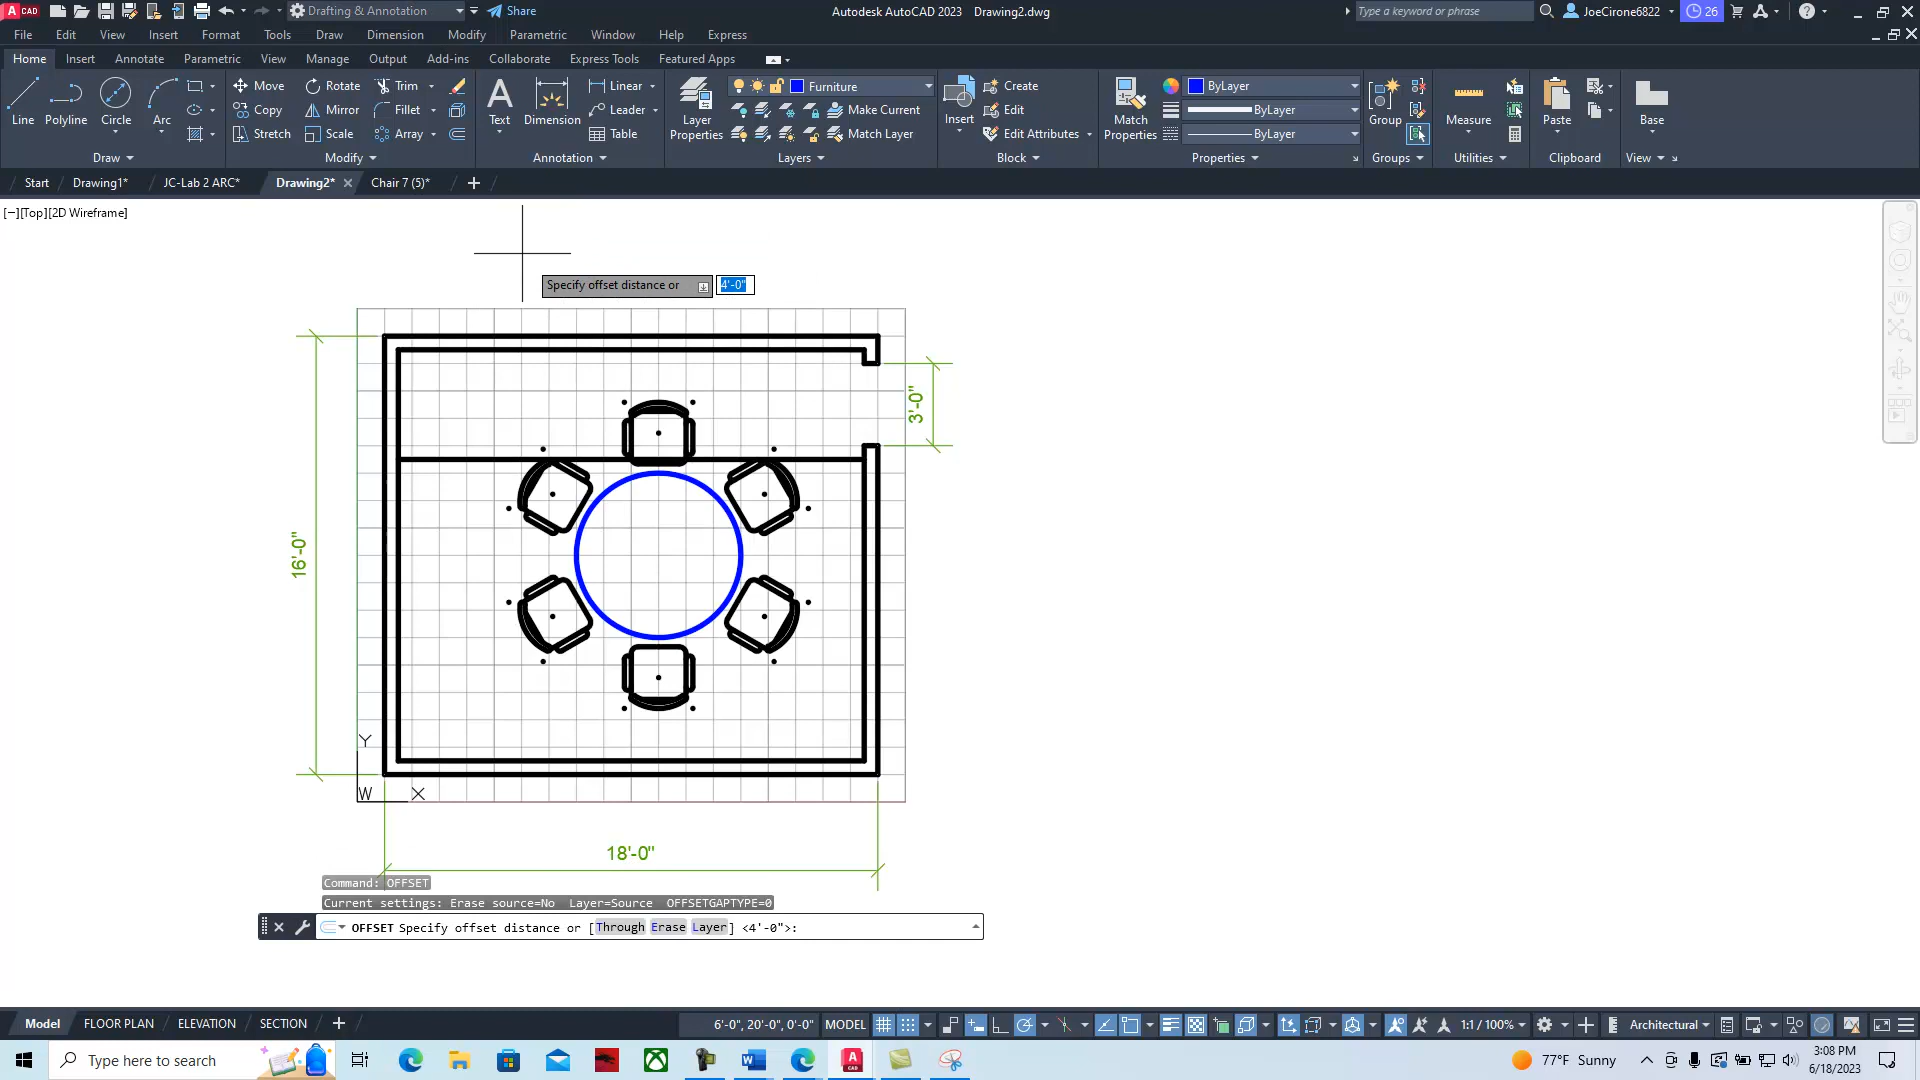 A CAD Drafting & Annotation Share Autodesk AutoCAD 2023 Drawing2.dwg Type a keyword or phrase JoeCirone6822 26
File Edit View Insert Format Tools Draw Dimension Modify Parametric Window Help Express
Home Insert Annotate Parametric View Manage Output Add-ins Collaborate Express Tools Featured Apps
Line Polyline Circle Arc
Move Rotate Trim
Copy Mirror Fillet
Stretch Scale Array
Text Dimension
Linear
Leader
Table
Layer
Properties
Furniture
Make Current
Match Layer
Insert
Create
Edit
Edit Attributes
Match
Properties
ByLayer
ByLayer
ByLayer
Group
Measure
Paste
Base
Draw Modify Annotation Layers Block Properties Groups Utilities Clipboard View
Start Drawing1* JC-Lab 2 ARC* Drawing2* Chair 7 (5)*
[−][Top][2D Wireframe]
Specify offset distance or 4'-0"
3'-0"
16'-0"
Y
W X
18'-0"
Command: OFFSET
Current settings: Erase source=No Layer=Source OFFSETGAPTYPE=0
OFFSET Specify offset distance or [Through Erase Layer] <4'-0">:
Model FLOOR PLAN ELEVATION SECTION 6'-0", 20'-0", 0'-0" MODEL 1:1 / 100% Architectural
Type here to search 77°F Sunny 3:08 PM
6/18/2023